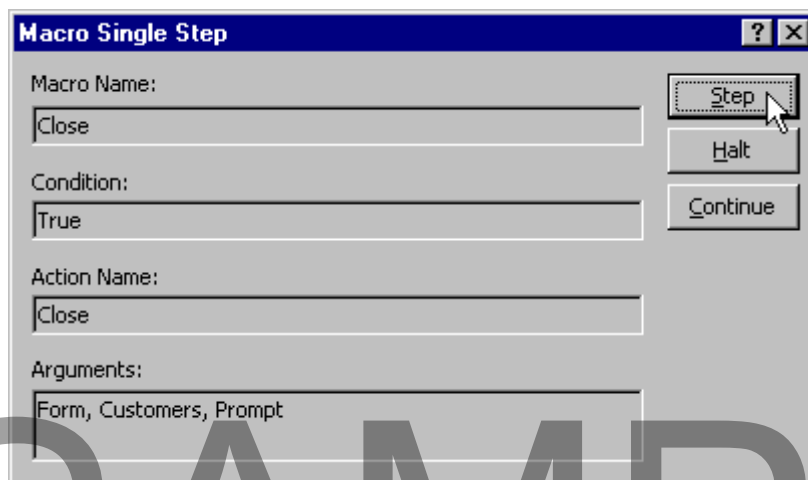 Macro Single Step
Macro Name:
Close
Step
Halt
Condition:
True
Continue
Action Name:
Close
Arguments:
Form, Customers, Prompt